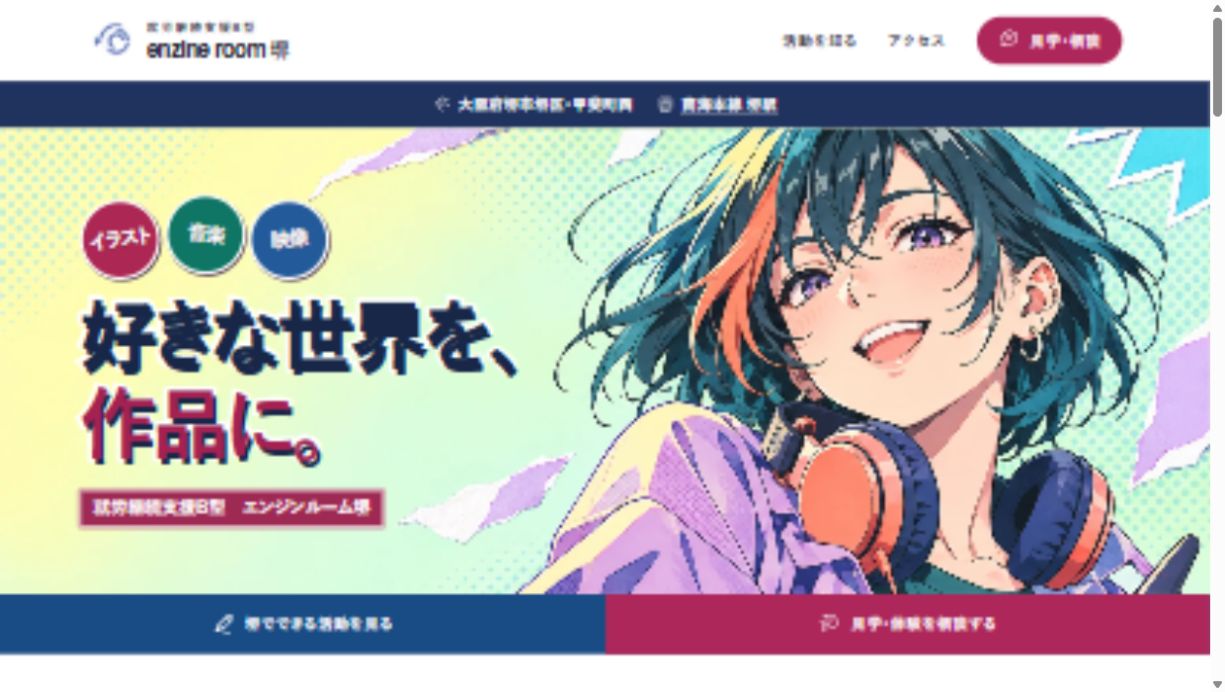 就労継続支援B型
enzine room 堺
活動を知る
アクセス
見学・相談
大阪府堺市堺区・甲斐町西
南海本線 堺駅
イラスト
音楽
映像
好きな世界を、
作品に。
就労継続支援B型 エンジンルーム堺
堺でできる活動を見る
見学・体験を相談する